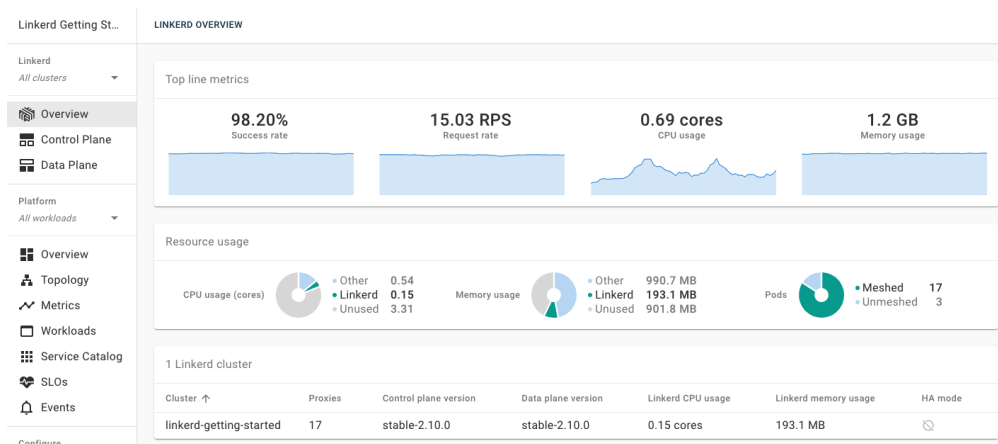 Linkerd Getting St...
LINKERD OVERVIEW
Linkerd
All clusters
Overview
Control Plane
Data Plane
Platform
All workloads
Overview
Topology
Metrics
Workloads
Service Catalog
SLOs
Events
Configure
Top line metrics
98.20%
Success rate
15.03 RPS
Request rate
0.69 cores
CPU usage
1.2 GB
Memory usage
Resource usage
CPU usage (cores)
Other 0.54
Linkerd 0.15
Unused 3.31
Memory usage
Other 990.7 MB
Linkerd 193.1 MB
Unused 901.8 MB
Pods
Meshed 17
Unmeshed 3
1 Linkerd cluster
Cluster Proxies Control plane version Data plane version Linkerd CPU usage Linkerd memory usage HA mode
linkerd-getting-started 17 stable-2.10.0 stable-2.10.0 0.15 cores 193.1 MB